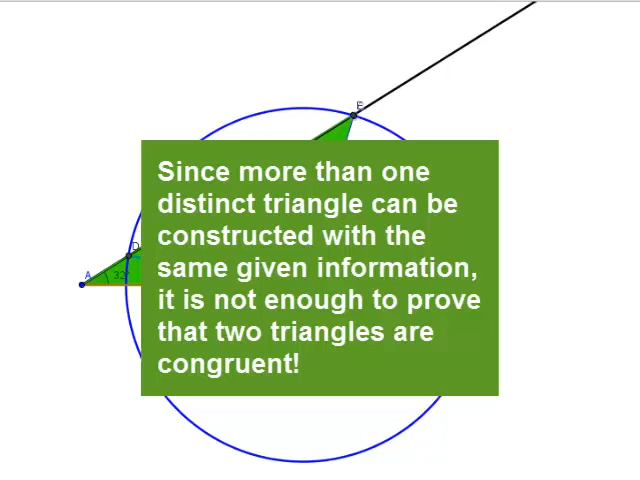 E
Since more than one
distinct triangle can be
constructed with the
same given information,
it is not enough to prove
that two triangles are
congruent!
D
A
32°